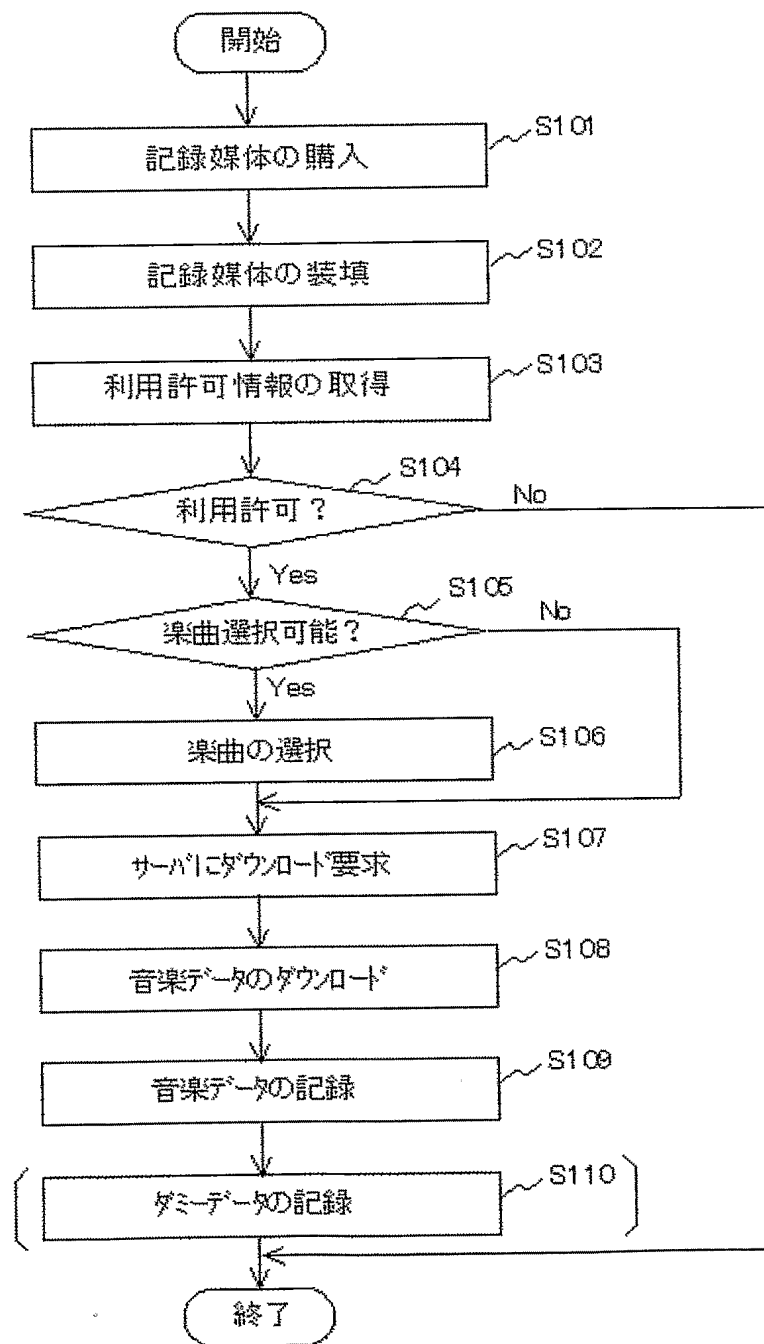 開始
記録媒体の購入
S101
記録媒体の装填
S102
利用許可情報の取得
S103
利用許可?
S104
No
Yes
楽曲選択可能?
S105
No
Yes
楽曲の選択
S106
サーバにダウンロード要求
S107
音楽データのダウンロード
S108
音楽データの記録
S109
ダミーデータの記録
S110
終了